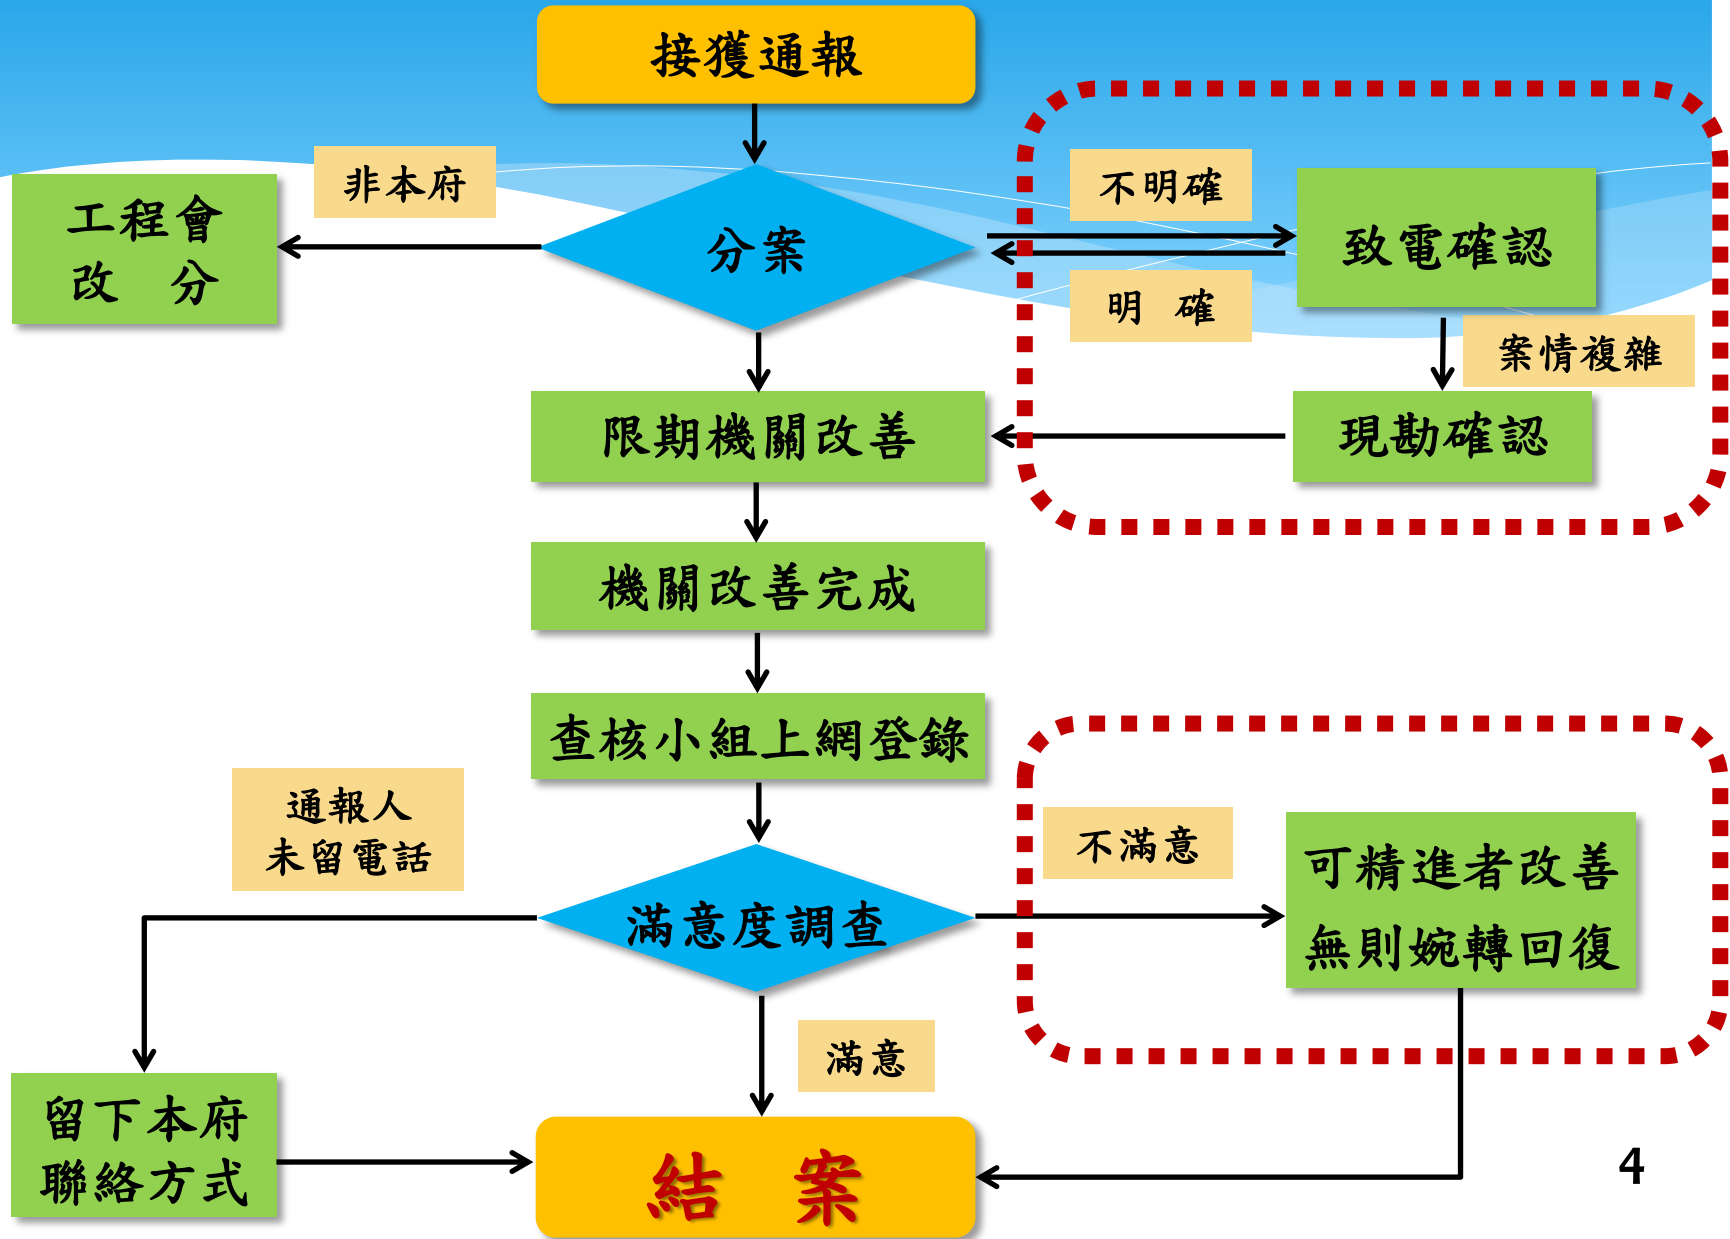 接獲通報
非本府
工程會
改 分
分案
不明確
明 確
致電確認
案情複雜
限期機關改善
現勘確認
機關改善完成
查核小組上網登錄
通報人
未留電話
滿意度調查
不滿意
可精進者改善
無則婉轉回復
滿意
留下本府
聯絡方式
結 案
4